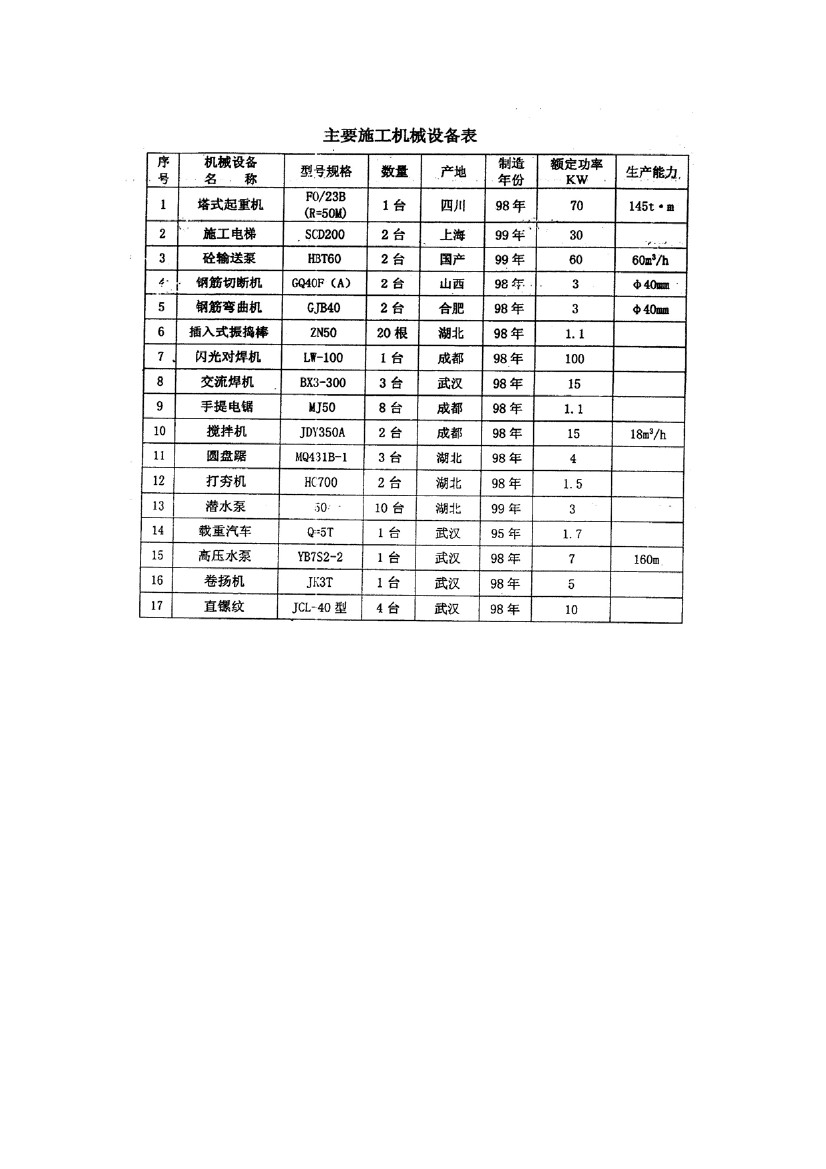 主要施工机械设备表
序号 机械设备名称 型号规格 数量 产地 制造年份 额定功率KW 生产能力
1 塔式起重机 FO/23B (R=50M) 1台 四川 98年 70 145t·m
2 施工电梯 SCD200 2台 上海 99年 30
3 砼输送泵 HBT60 2台 国产 99年 60 60m³/h
4 钢筋切断机 GQ40F（A） 2台 山西 98年 3 Φ40mm
5 钢筋弯曲机 GJB40 2台 合肥 98年 3 Φ40mm
6 插入式振捣棒 ZN50 20根 湖北 98年 1.1
7 闪光对焊机 LW-100 1台 成都 98年 100
8 交流焊机 BX3-300 3台 武汉 98年 15
9 手提电锯 MJ50 8台 成都 98年 1.1
10 搅拌机 JDY350A 2台 成都 98年 15 18m³/h
11 圆盘踞 MQ431B-1 3台 湖北 98年 4
12 打夯机 HC700 2台 湖北 98年 1.5
13 潜水泵 10台 湖北 99年 3
14 载重汽车 Q=5T 1台 武汉 95年 1.7
15 高压水泵 YB7S2-2 1台 武汉 98年 7 160m
16 卷扬机 JK3T 1台 武汉 98年 5
17 直镙纹 JCL-40型 4台 武汉 98年 10